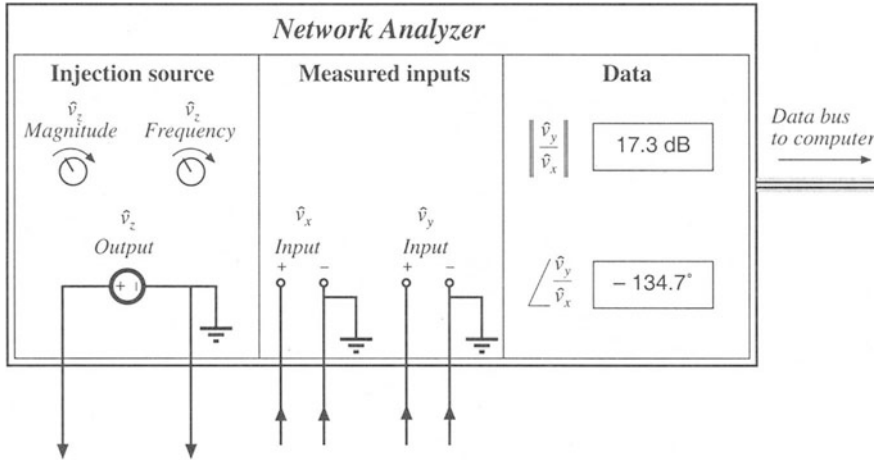 Network Analyzer
Injection source
Measured inputs
Data
v̂z
Magnitude
v̂z
Frequency
v̂z
Output
+ −
v̂x
Input
+ −
v̂y
Input
+ −
‖ v̂y / v̂x ‖
17.3 dB
∠ v̂y / v̂x
− 134.7°
Data bus
to computer